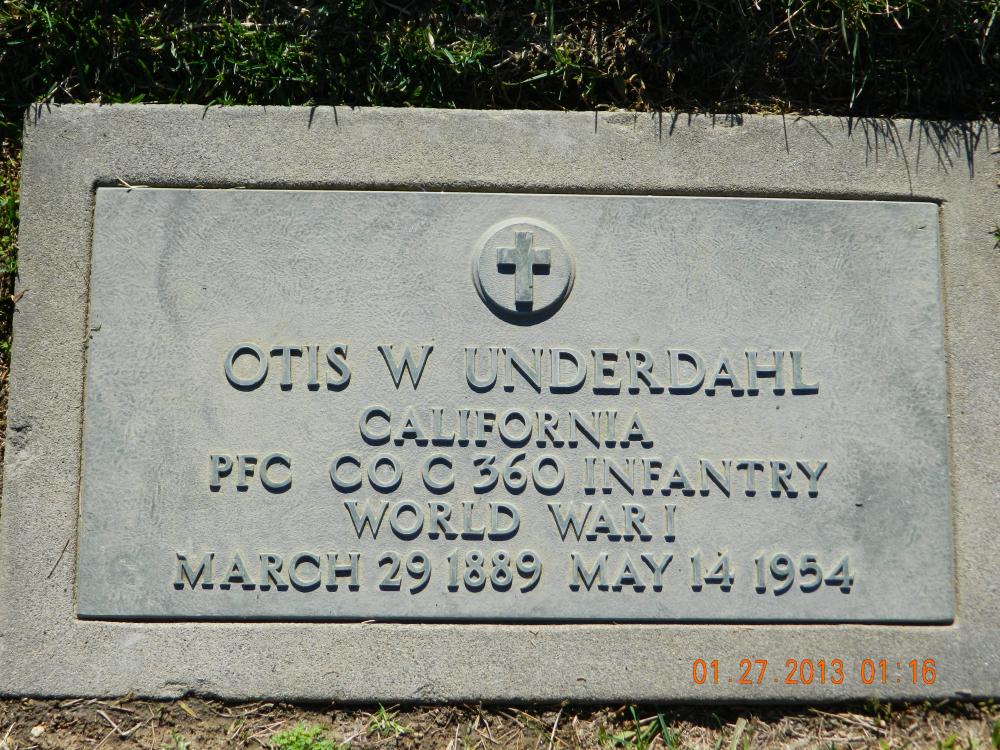 OTIS W UNDERDAHL
CALIFORNIA
PFC CO C 360 INFANTRY
WORLD WAR I
MARCH 29 1889 MAY 14 1954
01.27.2013 01:16